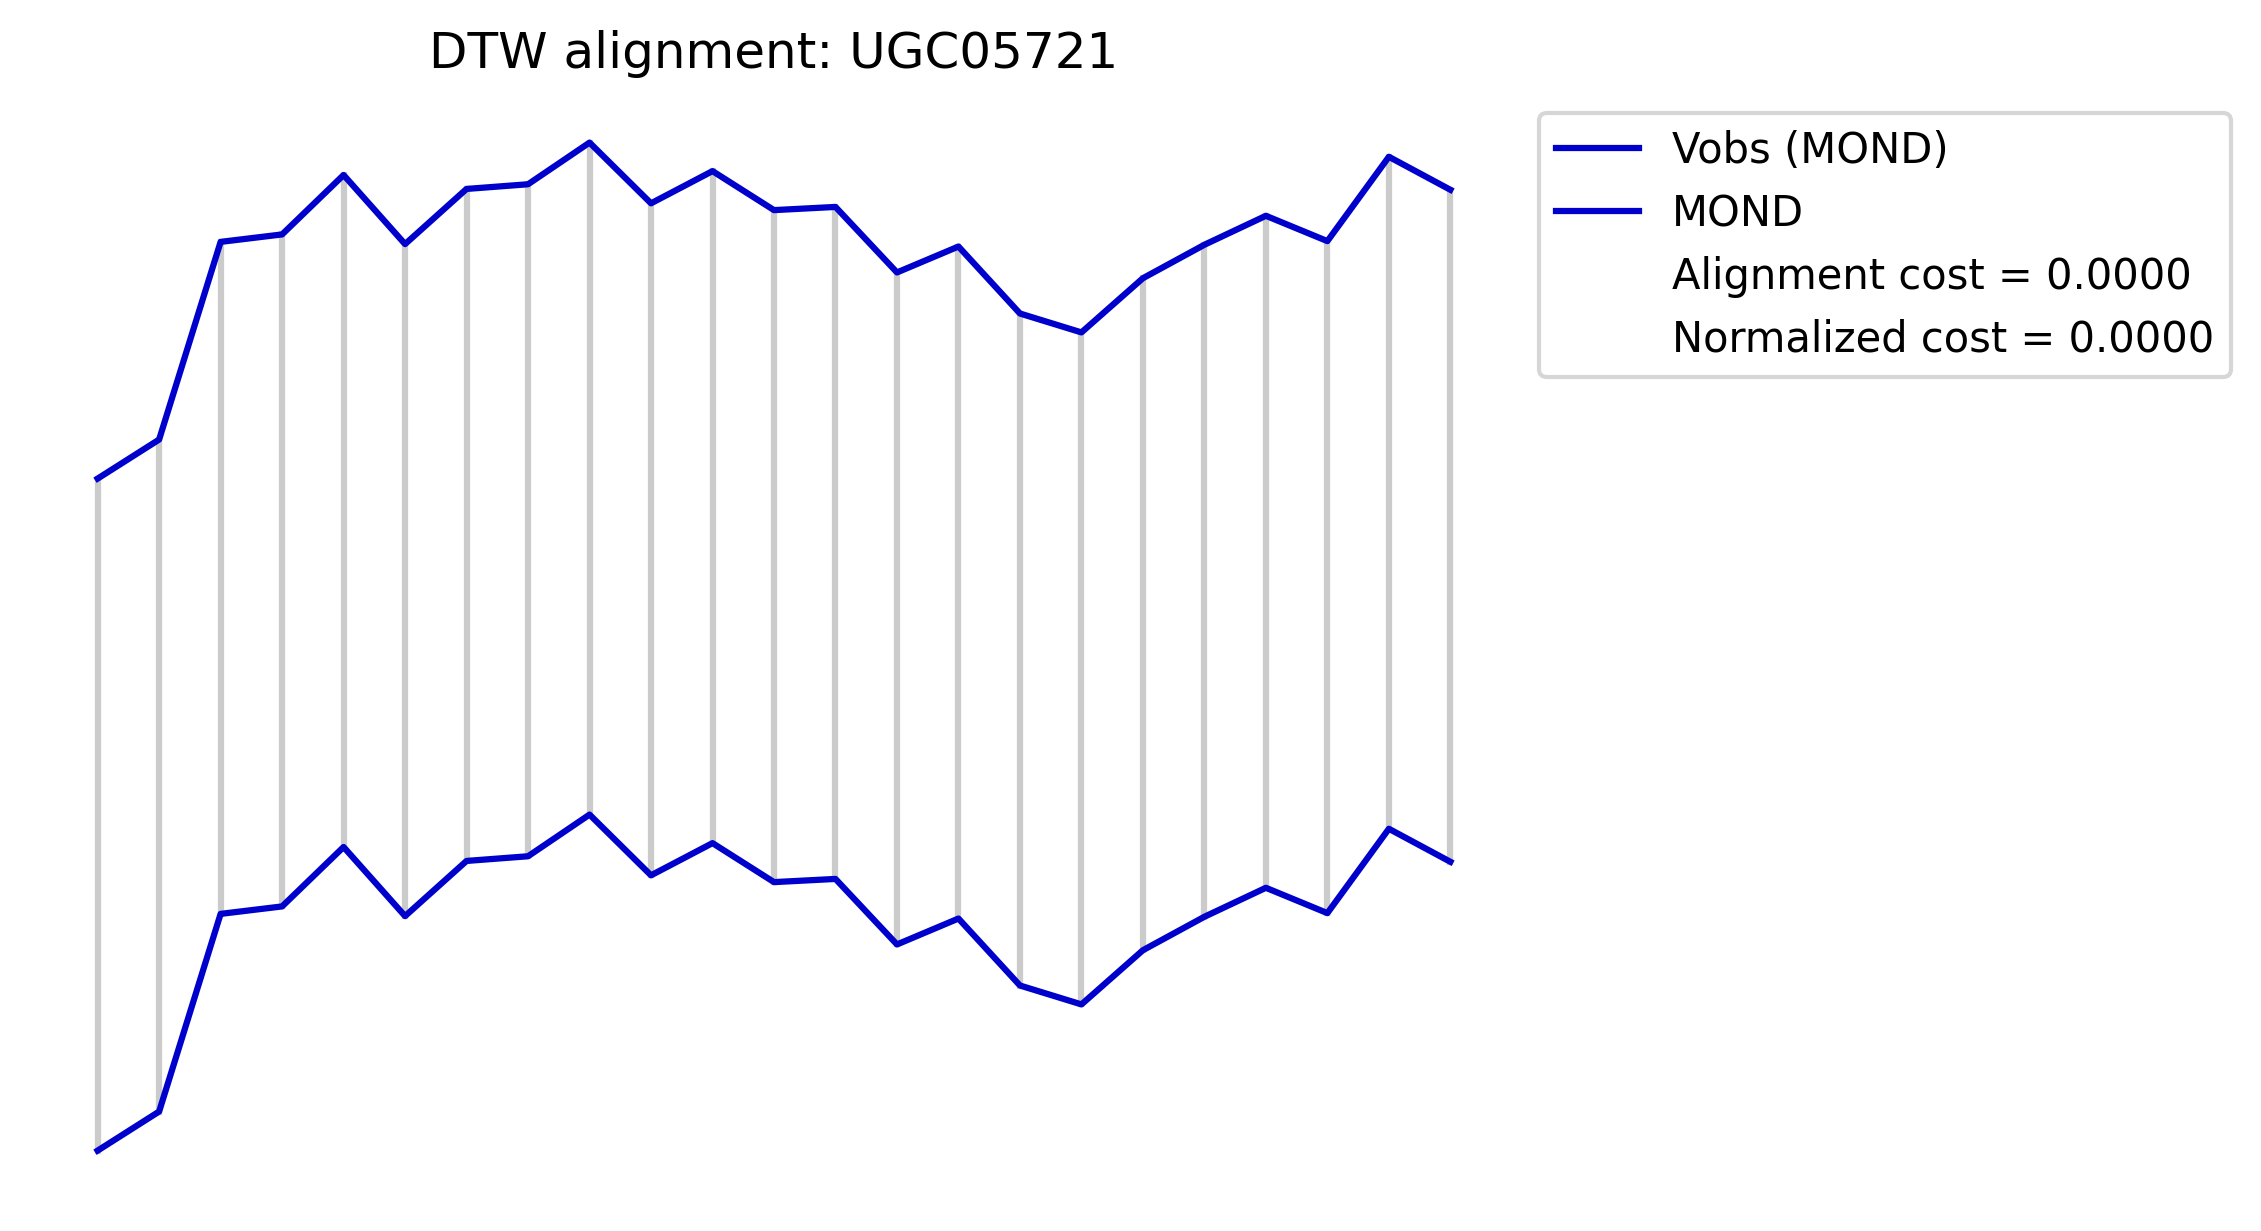 DTW alignment: UGC05721
Vobs (MOND)
MOND
Alignment cost = 0.0000
Normalized cost = 0.0000